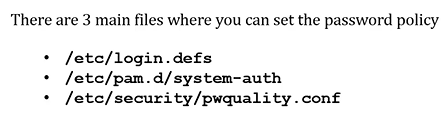 There are 3 main files where you can set the password policy
• /etc/login.defs
• /etc/pam.d/system-auth
• /etc/security/pwquality.conf